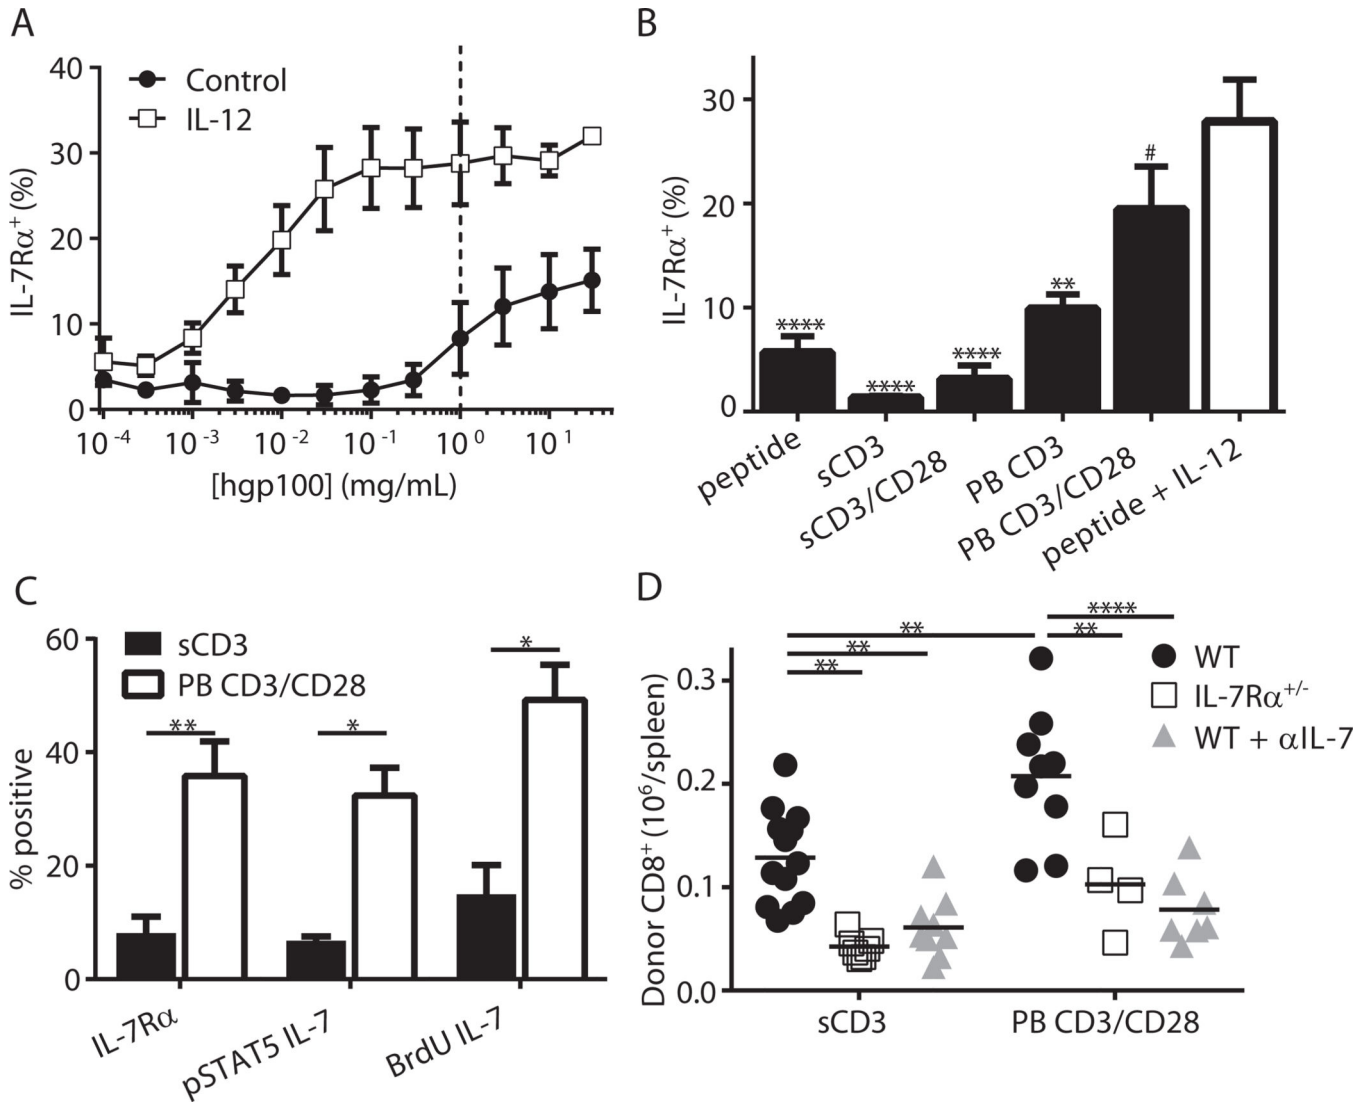 A
40
30
20
10
0
IL-7Rα⁺ (%)
Control
IL-12
10⁻⁴ 10⁻³ 10⁻² 10⁻¹ 10⁰ 10¹
[hgp100] (mg/mL)
B
30
20
10
0
IL-7Rα⁺ (%)
****
****
****
**
#
peptide
sCD3
sCD3/CD28
PB CD3
PB CD3/CD28
peptide + IL-12
C
60
40
20
0
% positive
sCD3
PB CD3/CD28
**
*
*
IL-7Rα
pSTAT5 IL-7
BrdU IL-7
D
0.3
0.2
0.1
0.0
Donor CD8⁺ (10⁶/spleen)
**
**
**
****
**
WT
IL-7Rα⁺/⁻
WT + αIL-7
sCD3
PB CD3/CD28